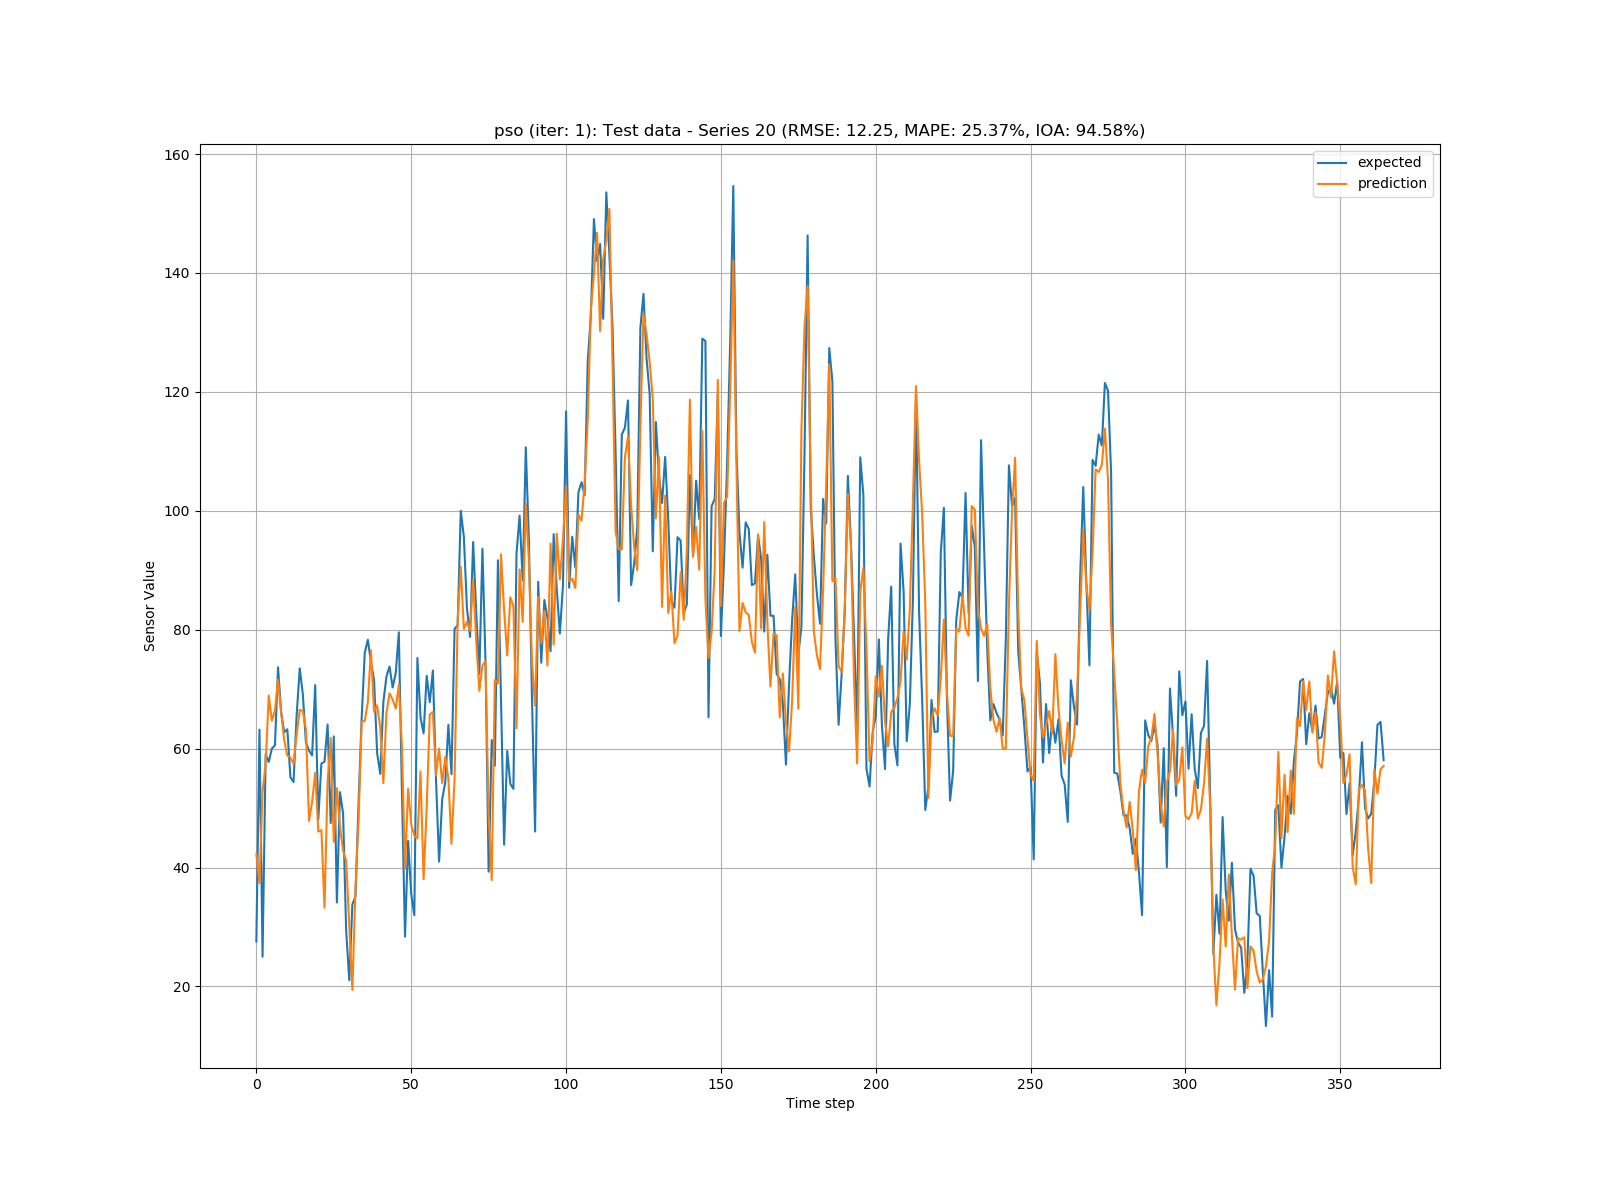 pso (iter: 1): Test data - Series 20 (RMSE: 12.25, MAPE: 25.37%, IOA: 94.58%)
expected
prediction
160
140
120
100
80
60
40
20
Sensor Value
0 50 100 150 200 250 300 350
Time step